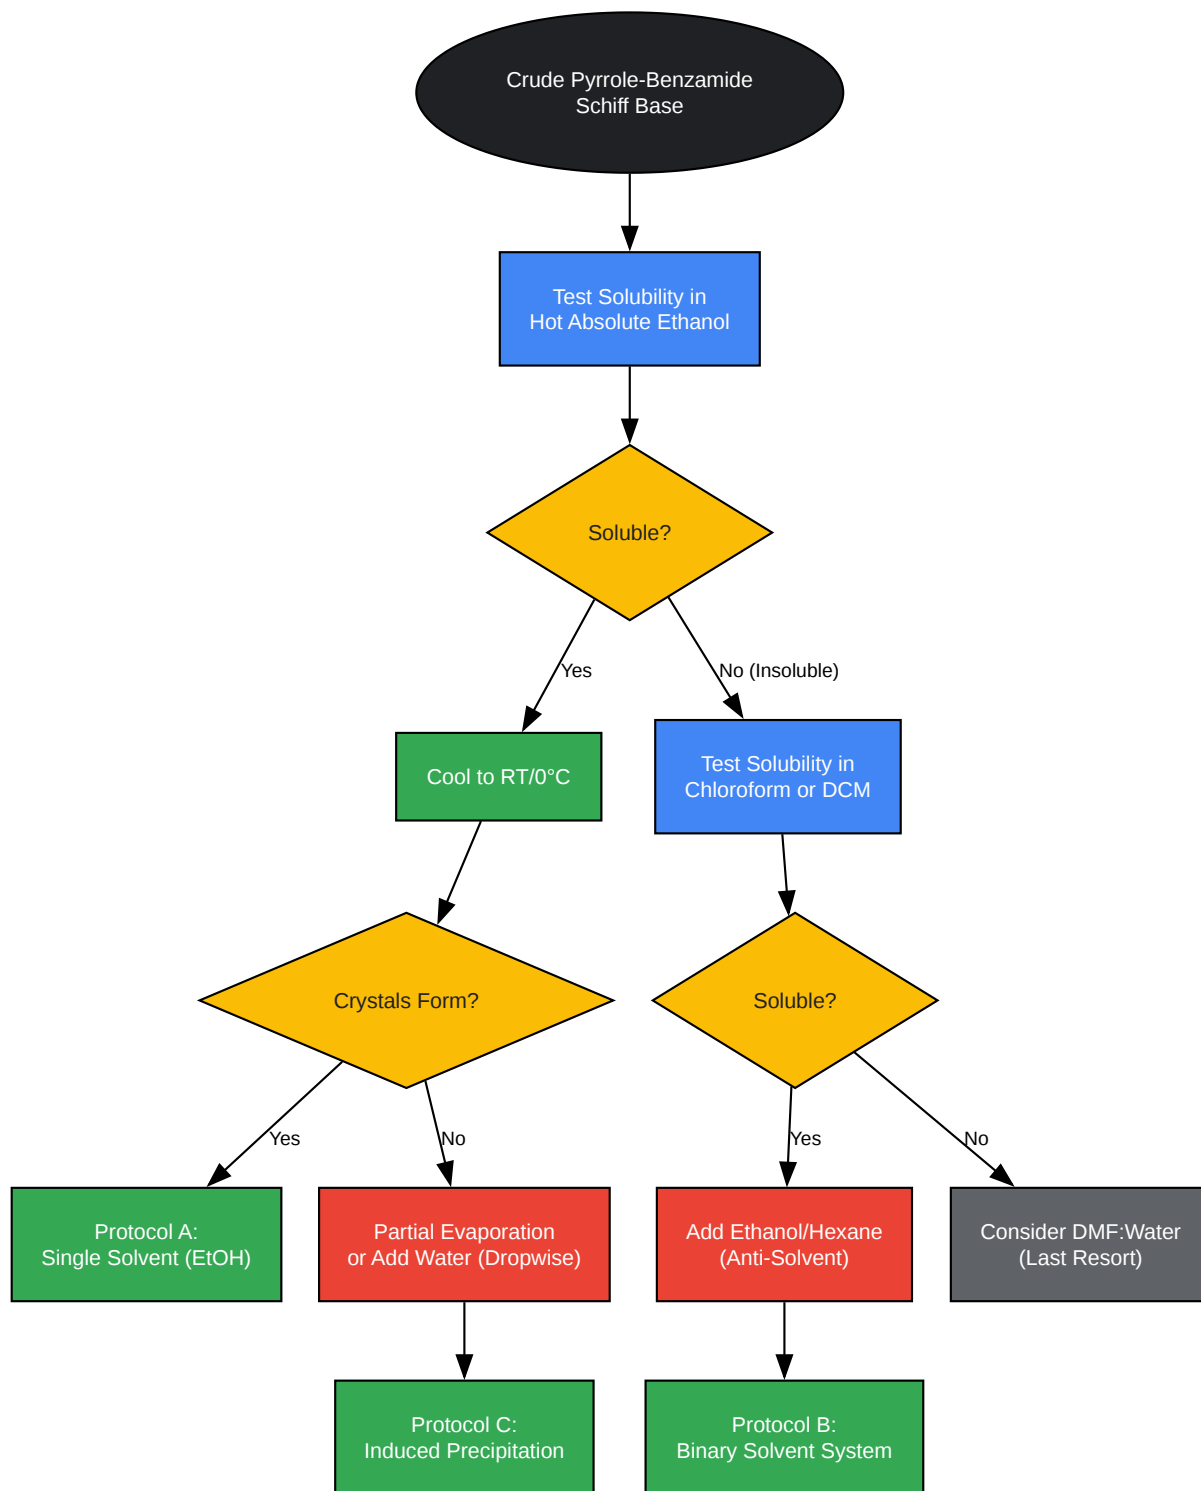 Crude Pyrrole-Benzamide
Schiff Base
Test Solubility in
Hot Absolute Ethanol
Soluble?
Yes
No (Insoluble)
Cool to RT/0°C
Test Solubility in
Chloroform or DCM
Crystals Form?
Soluble?
Yes
No
Yes
No
Protocol A:
Single Solvent (EtOH)
Partial Evaporation
or Add Water (Dropwise)
Add Ethanol/Hexane
(Anti-Solvent)
Consider DMF:Water
(Last Resort)
Protocol C:
Induced Precipitation
Protocol B:
Binary Solvent System